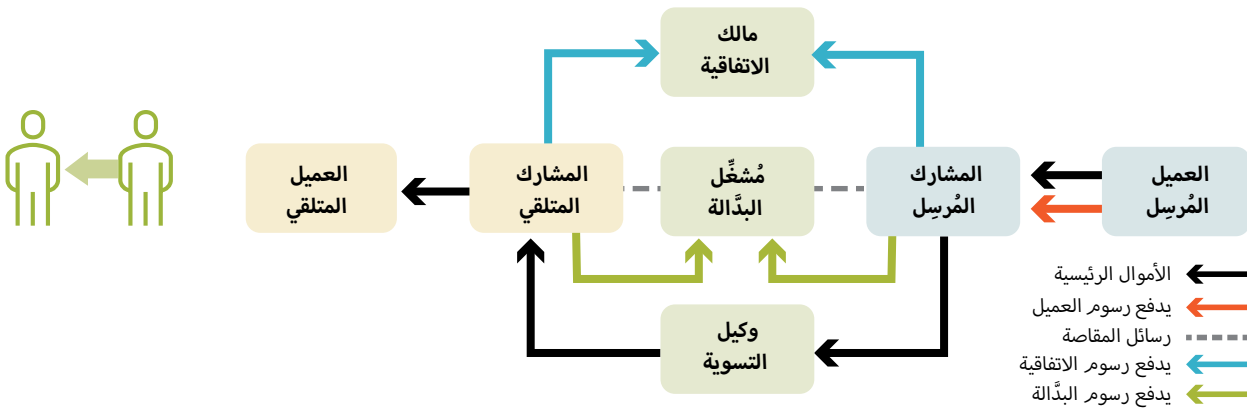 مالك
الاتفاقية
العميل
المُرسِل
المشارك
المُرسِل
مُشغِّل
البدَّالة
المشارك
المتلقي
العميل
المتلقي
وكيل
التسوية
الأموال الرئيسية
يدفع رسوم العميل
رسائل المقاصة
يدفع رسوم الاتفاقية
يدفع رسوم البدَّالة